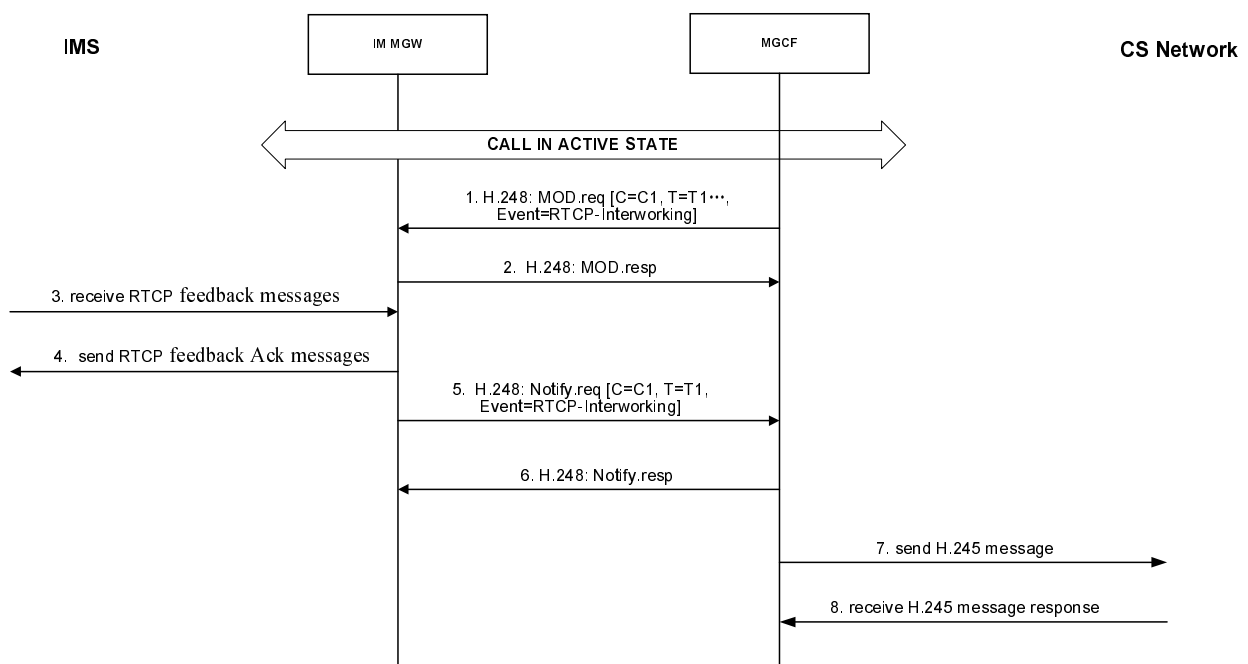 IMS
IM MGW
MGCF
CS Network
CALL IN ACTIVE STATE
1. H.248: MOD.req [C=C1, T=T1⋯,
Event=RTCP-Interworking]
2. H.248: MOD.resp
3. receive RTCP feedback messages
4. send RTCP feedback Ack messages
5. H.248: Notify.req [C=C1, T=T1,
Event=RTCP-Interworking]
6. H.248: Notify.resp
7. send H.245 message
8. receive H.245 message response